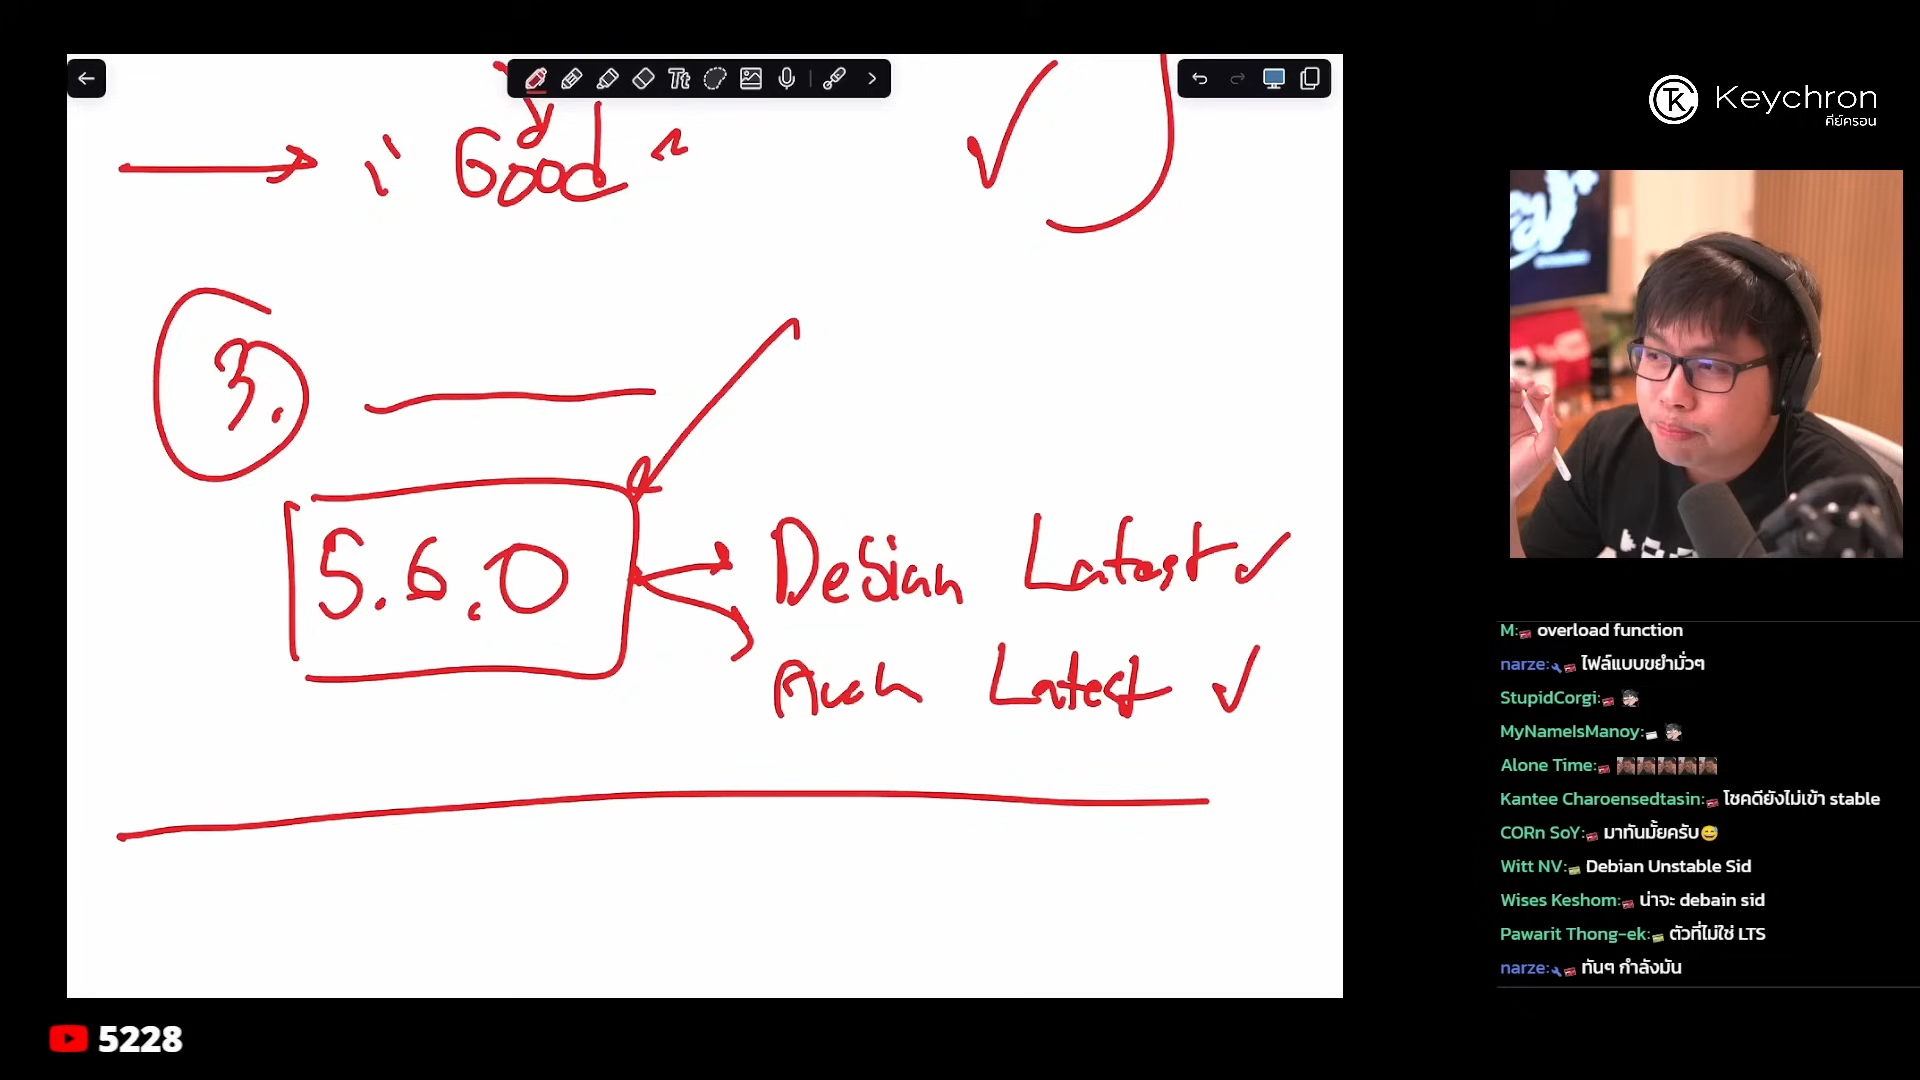 Keychron
คีย์ครอน
Tt
" Good "
3.
5.6.0
Debian Latest ✓
Arch Latest ✓
M: overload function
narze: ไฟล์แบบขยำมั่วๆ
StupidCorgi:
MyNameIsManoy:
Alone Time:
Kantee Charoensedtasin: โชคดียังไม่เข้า stable
CORn SoY: มาทันมั้ยครับ😅
Witt NV: Debian Unstable Sid
Wises Keshom: น่าจะ debain sid
Pawarit Thong-ek: ตัวที่ไม่ใช่ LTS
narze: ทันๆ กำลังมัน
5228